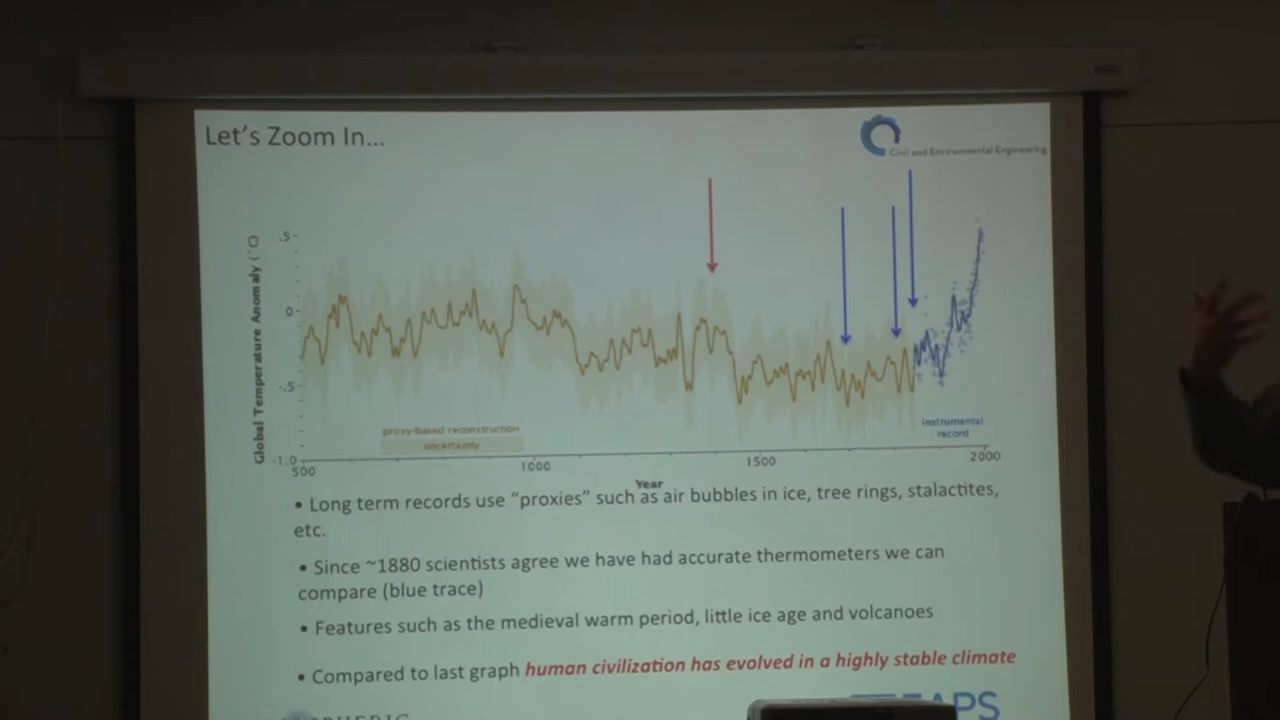 Let's Zoom In...
Civil and Environmental Engineering
Global Temperature Anomaly (°C)
.5
0
-.5
-1.0
proxy-based reconstruction
uncertainty
instrumental
record
500
1000
1500
2000
Year
• Long term records use "proxies" such as air bubbles in ice, tree rings, stalactites,
etc.
• Since ~1880 scientists agree we have had accurate thermometers we can
compare (blue trace)
• Features such as the medieval warm period, little ice age and volcanoes
• Compared to last graph human civilization has evolved in a highly stable climate